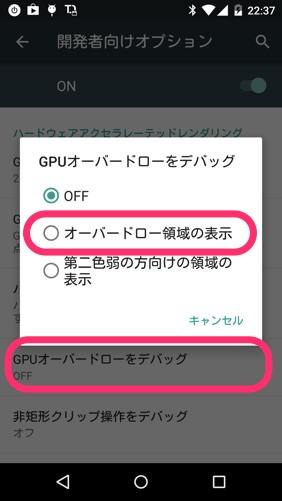 22:37
開発者向けオプション
ON
ハードウェアアクセラレーテッドレンダリング
GPUオーバードローをデバッグ
OFF
オーバードロー領域の表示
第二色弱の方向けの領域の
表示
キャンセル
GPUオーバードローをデバッグ
OFF
非矩形クリップ操作をデバッグ
オフ